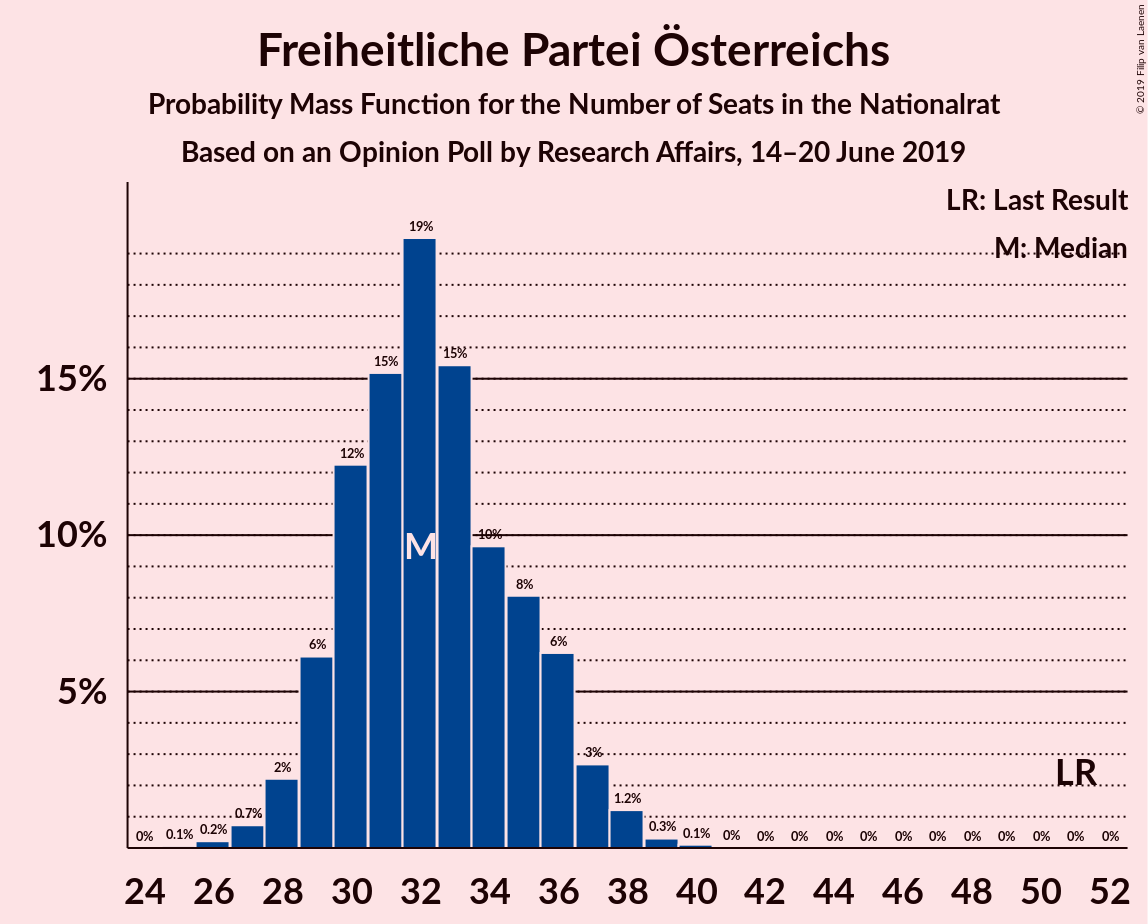 Freiheitliche Partei Österreichs
Probability Mass Function for the Number of Seats in the Nationalrat
Based on an Opinion Poll by Research Affairs, 14–20 June 2019
© 2019 Filip van Laenen
LR: Last Result
M: Median
15%
10%
5%
0% 0.1% 0.2% 0.7% 2% 6% 12% 15% 19% 15% 10% 8% 6% 3% 1.2% 0.3% 0.1% 0% 0% 0% 0% 0% 0% 0% 0% 0% 0% 0% 0%
M
LR
24 26 28 30 32 34 36 38 40 42 44 46 48 50 52